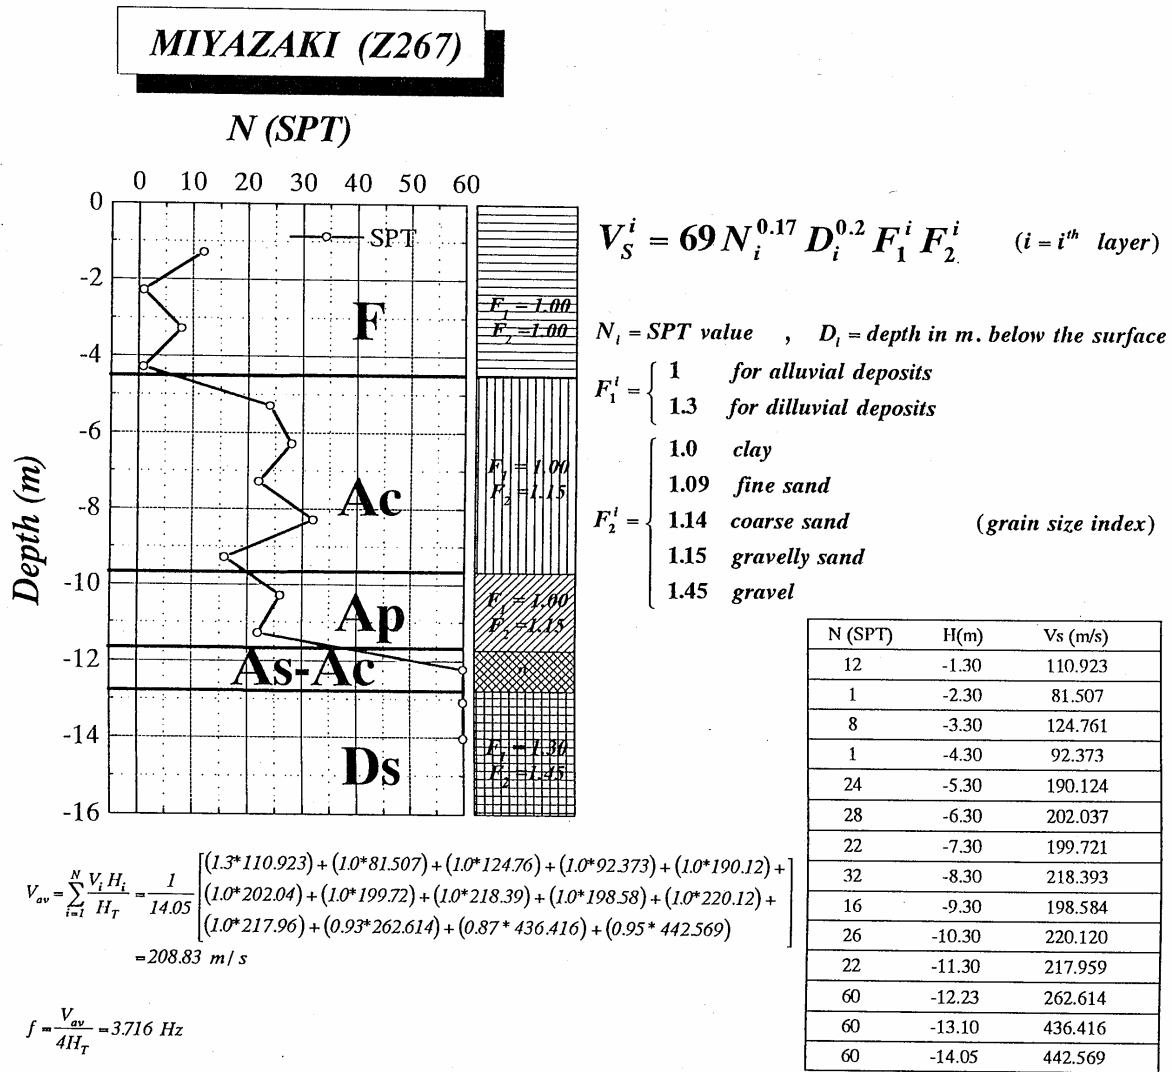 MIYAZAKI (Z267)
N (SPT)
0 10 20 30 40 50 60
0
-2
-4
-6
-8
-10
-12
-14
-16
Depth (m)
SPT
F
Ac
Ap
As-Ac
Ds
F₁ = 1.00
F₂ = 1.00
F₁ = 1.00
F₂ = 1.15
F₁ = 1.00
F₂ = 1.15
"
F₁ = 1.30
F₂ = 1.45
V_S^i = 69 N_i^0.17 D_i^0.2 F_1^i F_2^i (i = i^th layer)
N_i = SPT value , D_i = depth in m. below the surface
F_1^i = { 1 for alluvial deposits
1.3 for dilluvial deposits
F_2^i = { 1.0 clay
1.09 fine sand
1.14 coarse sand (grain size index)
1.15 gravelly sand
1.45 gravel
N (SPT) H(m) Vs (m/s)
12 -1.30 110.923
1 -2.30 81.507
8 -3.30 124.761
1 -4.30 92.373
24 -5.30 190.124
28 -6.30 202.037
22 -7.30 199.721
32 -8.30 218.393
16 -9.30 198.584
26 -10.30 220.120
22 -11.30 217.959
60 -12.23 262.614
60 -13.10 436.416
60 -14.05 442.569
V_av = Σ_{i=1}^{N} V_i H_i / H_T = 1/14.05 [(1.3*110.923) + (1.0*81.507) + (1.0*124.76) + (1.0*92.373) + (1.0*190.12) +
(1.0*202.04) + (1.0*199.72) + (1.0*218.39) + (1.0*198.58) + (1.0*220.12) +
(1.0*217.96) + (0.93*262.614) + (0.87 * 436.416) + (0.95 * 442.569)]
=208.83 m/s
f = V_av / 4H_T = 3.716 Hz